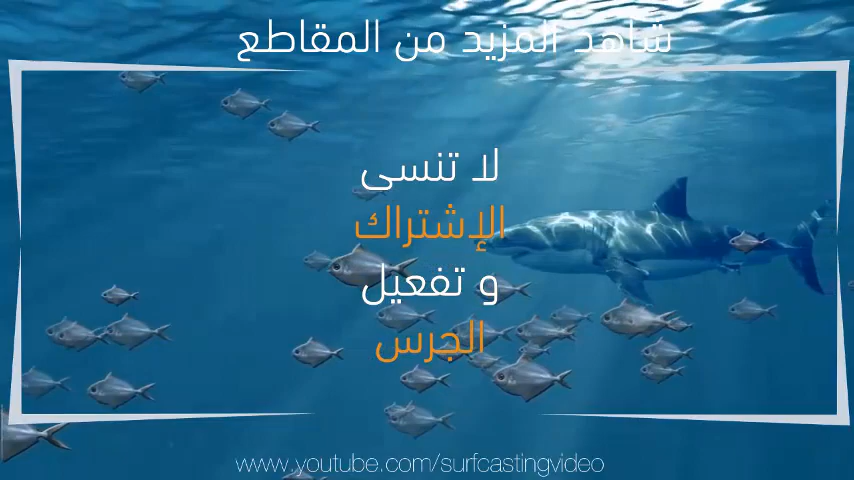 شاهد المزيد من المقاطع
لا تنسى
الإشتراك
و تفعيل
الجرس
www.youtube.com/surfcastingvideo